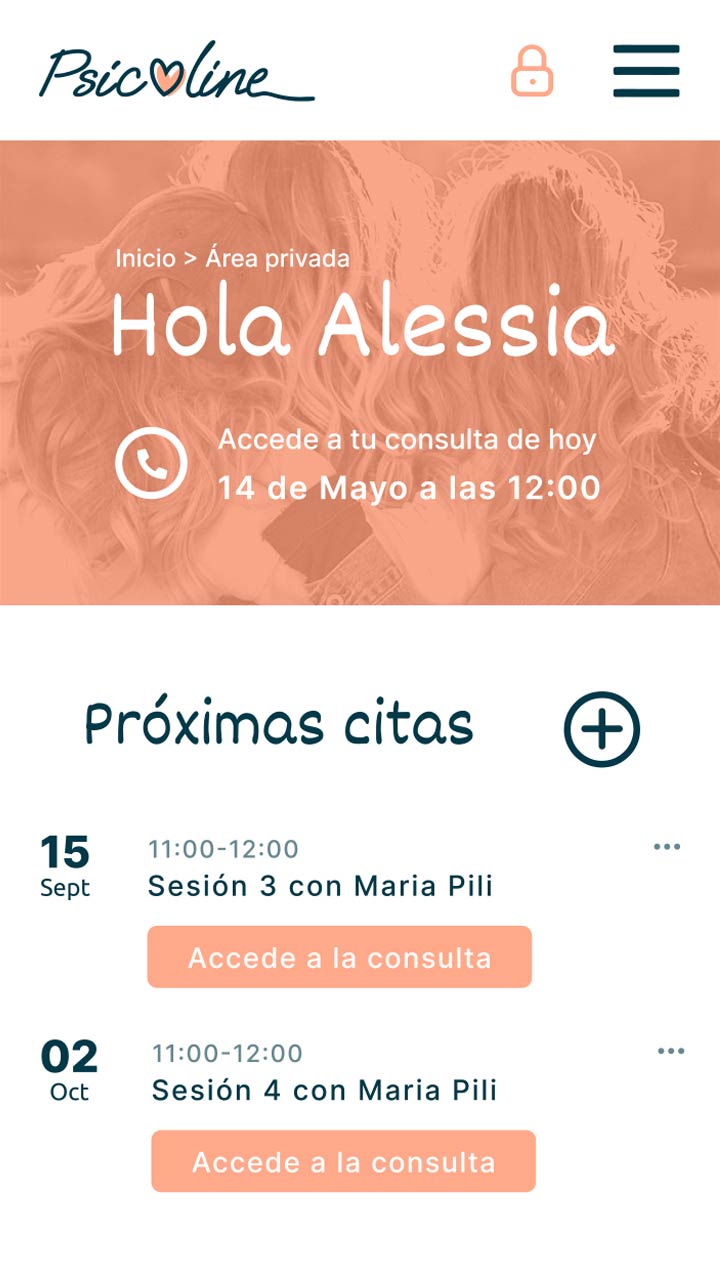 Psicoline
Inicio > Área privada
Hola Alessia
Accede a tu consulta de hoy
14 de Mayo a las 12:00
Próximas citas
15
Sept
11:00-12:00
Sesión 3 con Maria Pili
Accede a la consulta
02
Oct
11:00-12:00
Sesión 4 con Maria Pili
Accede a la consulta